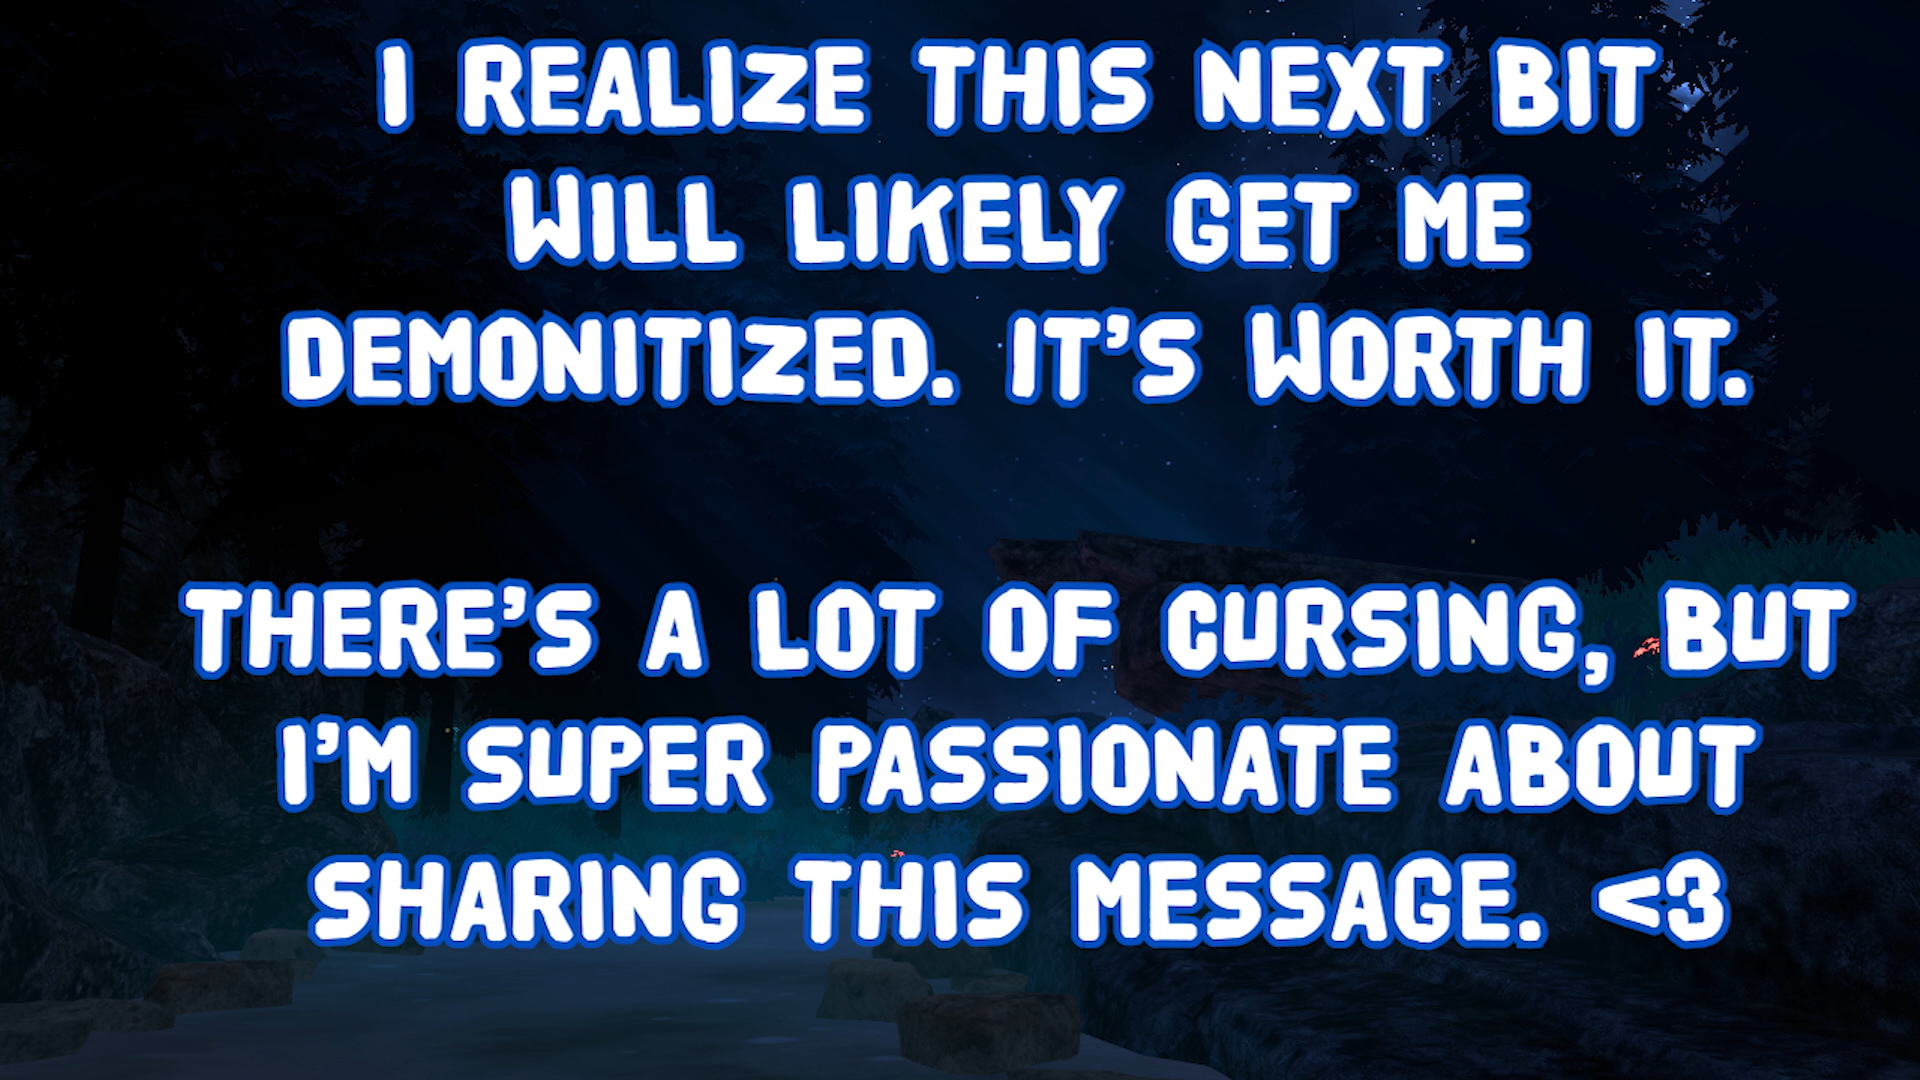 I REALIZE THIS NEXT BIT
WILL LIKELY GET ME
DEMONITIZED. IT'S WORTH IT.
THERE'S A LOT OF CURSING, BUT
I'M SUPER PASSIONATE ABOUT
SHARING THIS MESSAGE. <3